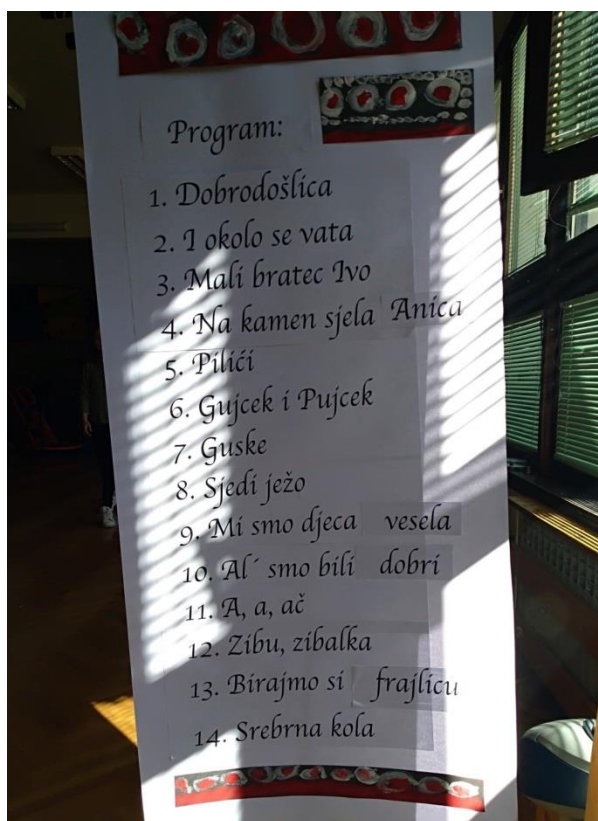 Program:
1. Dobrodošlica
2. I okolo se vata
3. Mali bratec Ivo
4. Na kamen sjela Anica
5. Pilići
6. Gujcek i Pujcek
7. Guske
8. Sjedi ježo
9. Mi smo djeca vesela
10. Al´ smo bili dobri
11. A, a, ač
12. Zibu, zibalka
13. Birajmo si frajlicu
14. Srebrna kola